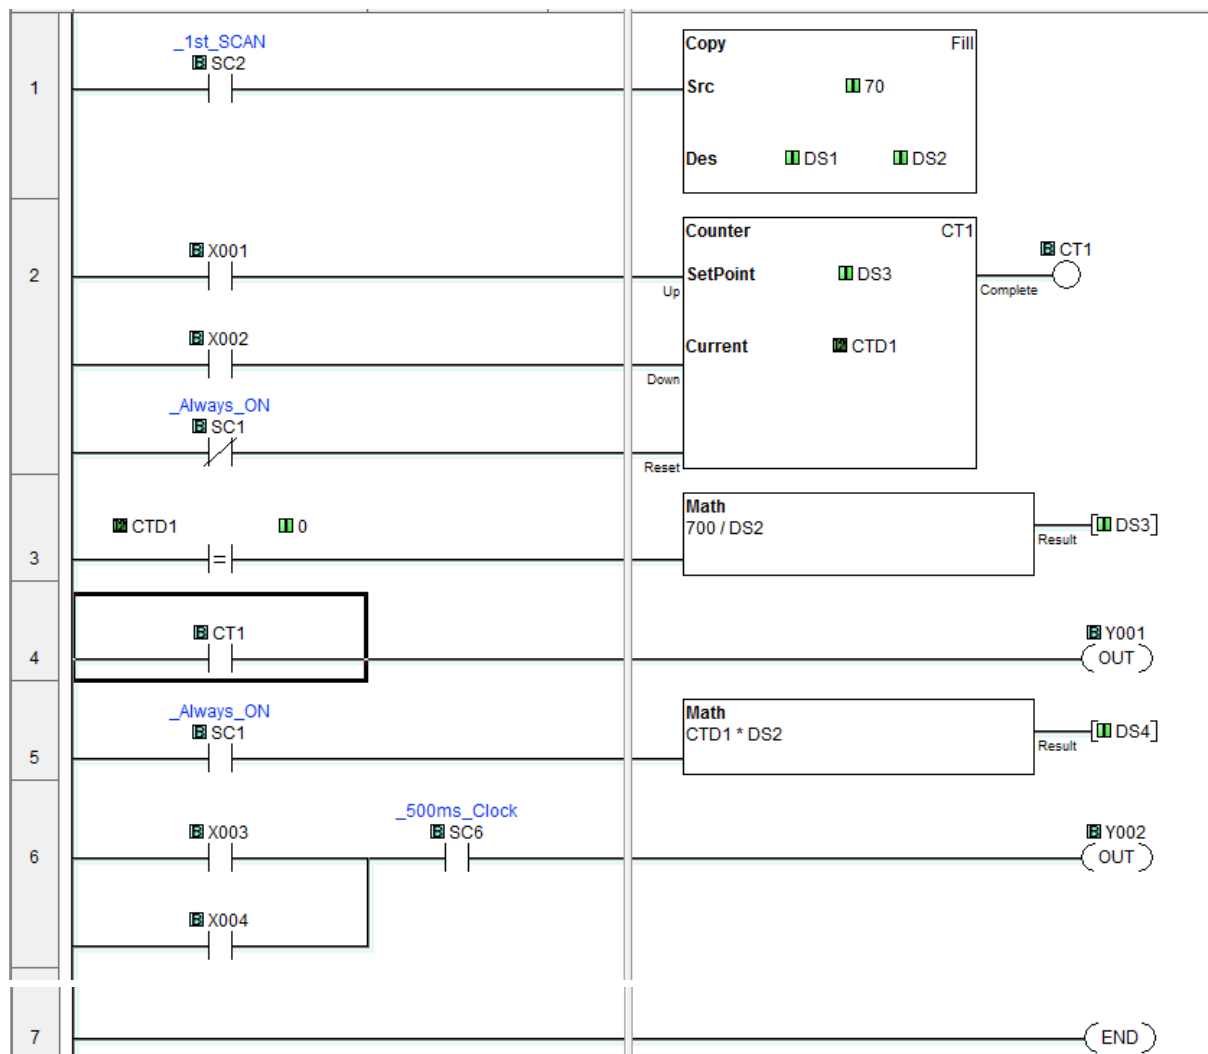 _1st_SCAN
B SC2
Copy Fill
1
Src 70
Des DS1 DS2
Counter CT1
B X001
B CT1
2
SetPoint DS3
Up
Complete
B X002
Current CTD1
Down
_Always_ON
B SC1
Reset
Math
CTD1 0
700 / DS2
DS3
Result
3
=
B CT1
B Y001
4
OUT
_Always_ON
Math
B SC1
CTD1 * DS2
DS4
Result
5
_500ms_Clock
B X003
B SC6
B Y002
6
OUT
B X004
7
END